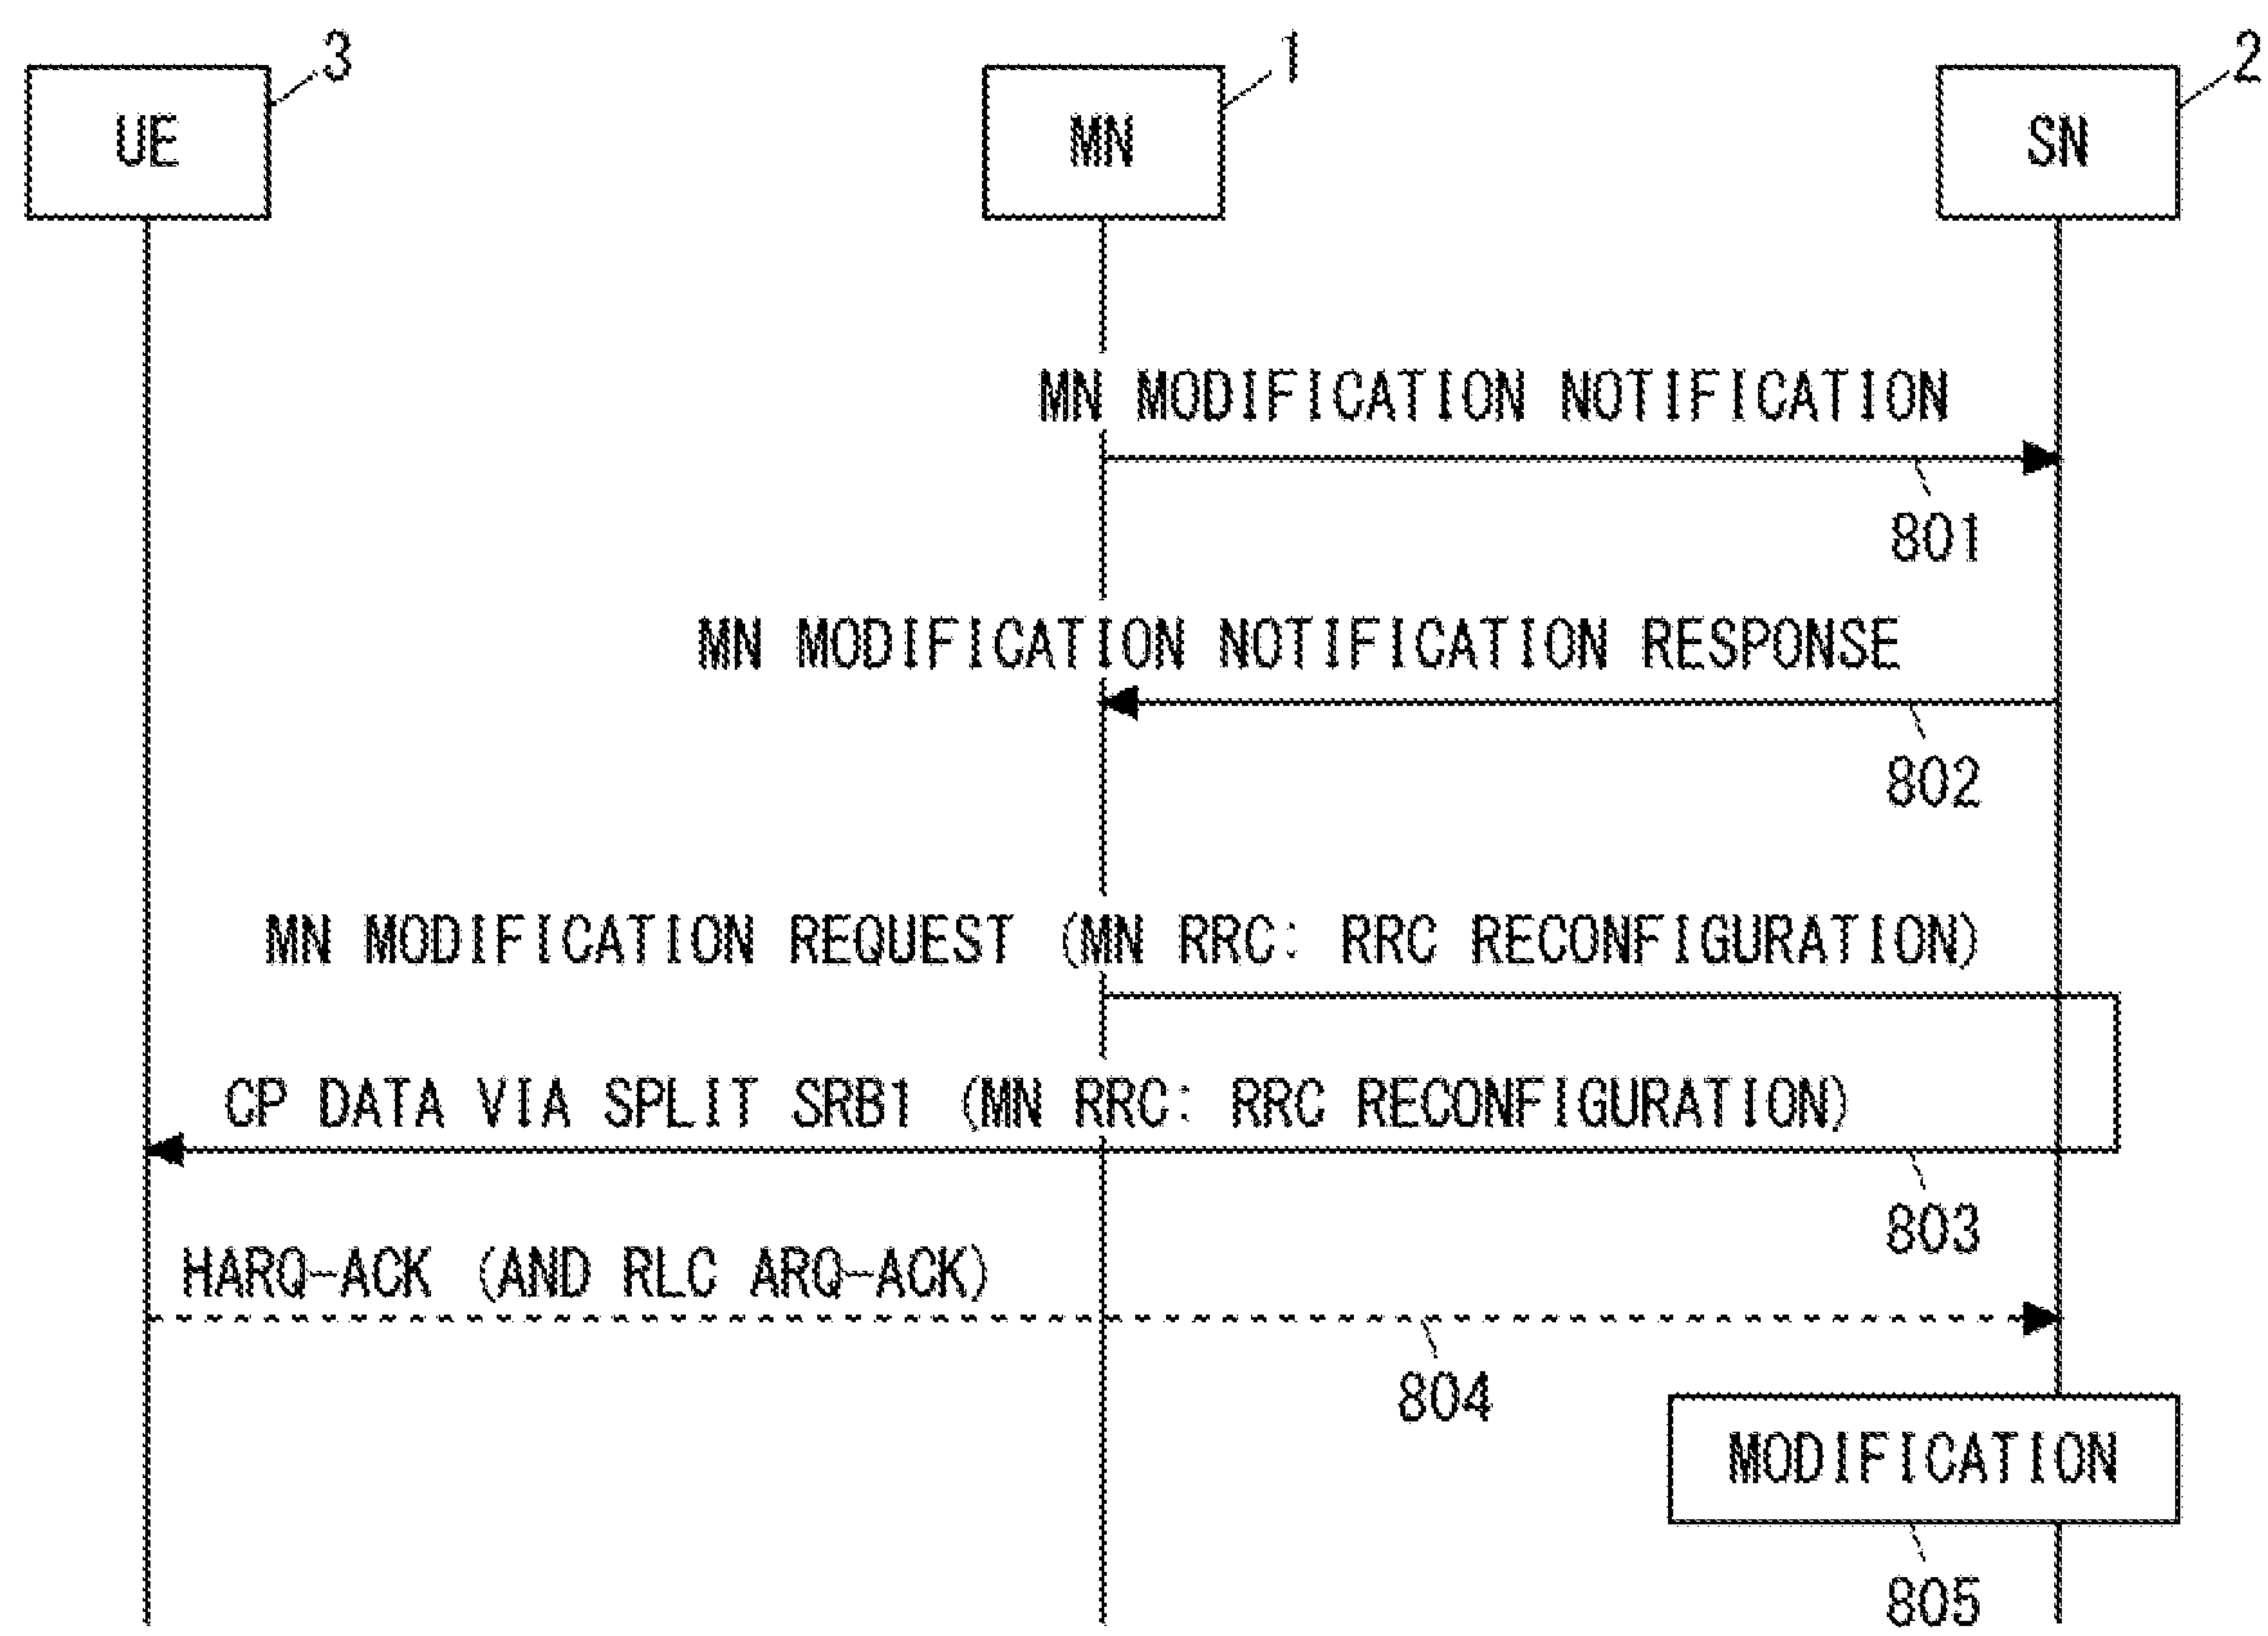 3
1
2
UE
MN
SN
MN MODIFICATION NOTIFICATION
801
MN MODIFICATION NOTIFICATION RESPONSE
802
MN MODIFICATION REQUEST (MN RRC: RRC RECONFIGURATION)
CP DATA VIA SPLIT SRB1 (MN RRC: RRC RECONFIGURATION)
803
HARQ-ACK (AND RLC ARQ-ACK)
804
MODIFICATION
805